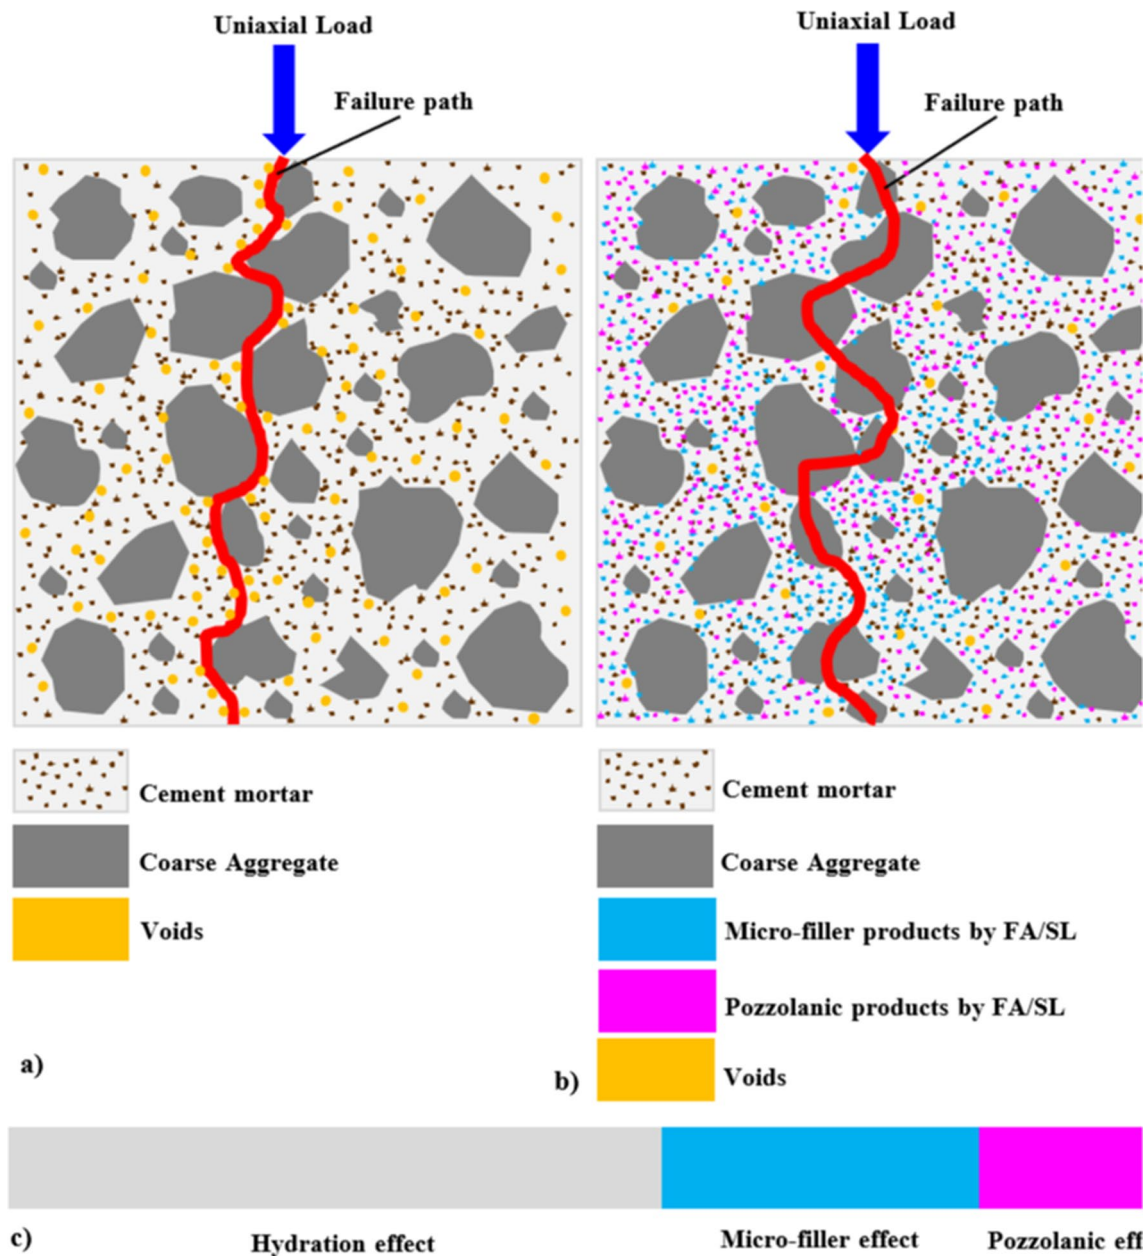 Uniaxial Load
Failure path
Uniaxial Load
Failure path
Cement mortar
Coarse Aggregate
Voids
a)
Cement mortar
Coarse Aggregate
Micro-filler products by FA/SL
Pozzolanic products by FA/SL
Voids
b)
c)
Hydration effect
Micro-filler effect
Pozzolanic eff